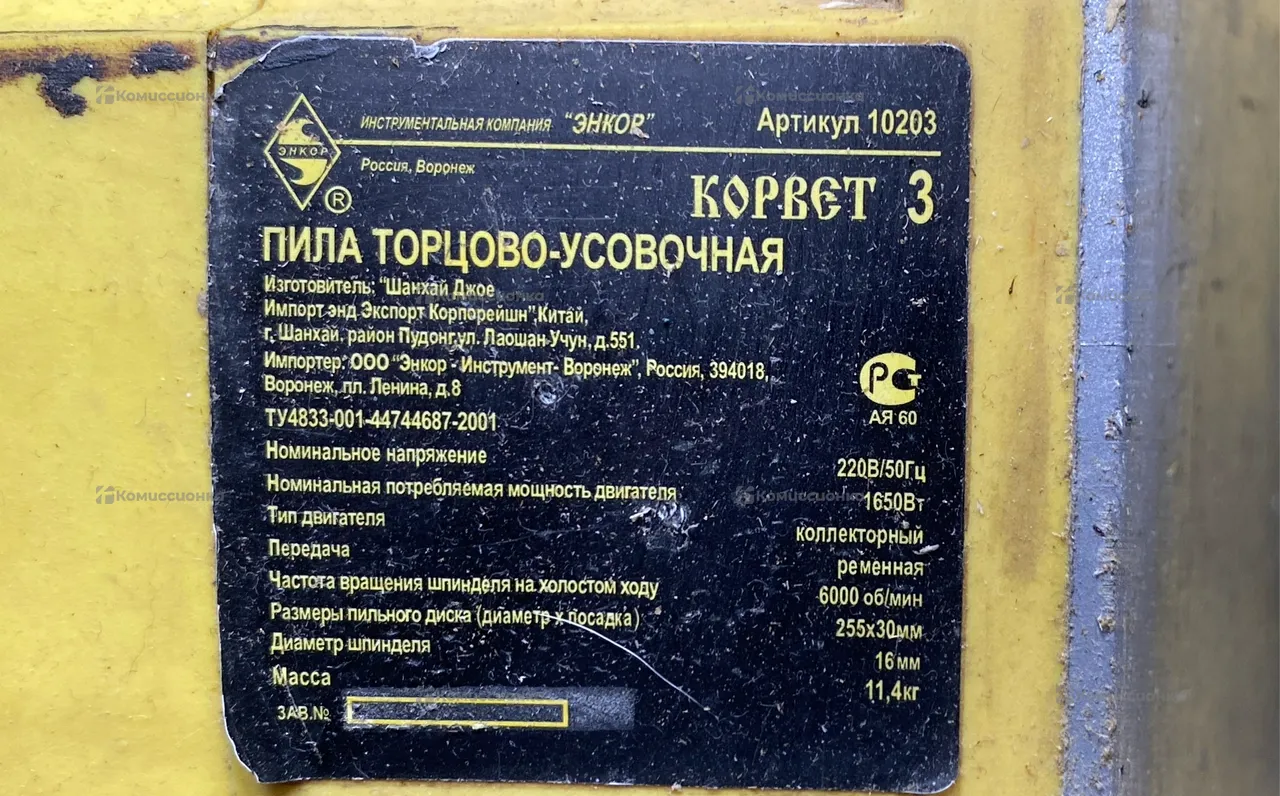 Комиссионка
Комиссионка
ИНСТРУМЕНТАЛЬНАЯ КОМПАНИЯ "ЭНКОР"
Артикул 10203
ЭНКОР
®
Россия, Воронеж
КОРВЕТ 3
ПИЛА ТОРЦОВО-УСОВОЧНАЯ
Изготовитель: "Шанхай Джое
Импорт энд Экспорт Корпорейшн",Китай,
г. Шанхай, район Пудонг,ул. Лаошан Учун, д.551,
Импортер: ООО "Энкор - Инструмент- Воронеж", Россия, 394018,
Воронеж, пл. Ленина, д.8
РСТ
АЯ 60
ТУ4833-001-44744687-2001
Номинальное напряжение 220В/50Гц
Номинальная потребляемая мощность двигателя 1650Вт
Комиссионка
Комиссионка
Тип двигателя коллекторный
Передача ременная
Частота вращения шпинделя на холостом ходу 6000 об/мин
Размеры пильного диска (диаметр х посадка) 255х30мм
Диаметр шпинделя 16мм
Масса 11,4кг
ЗАВ.№